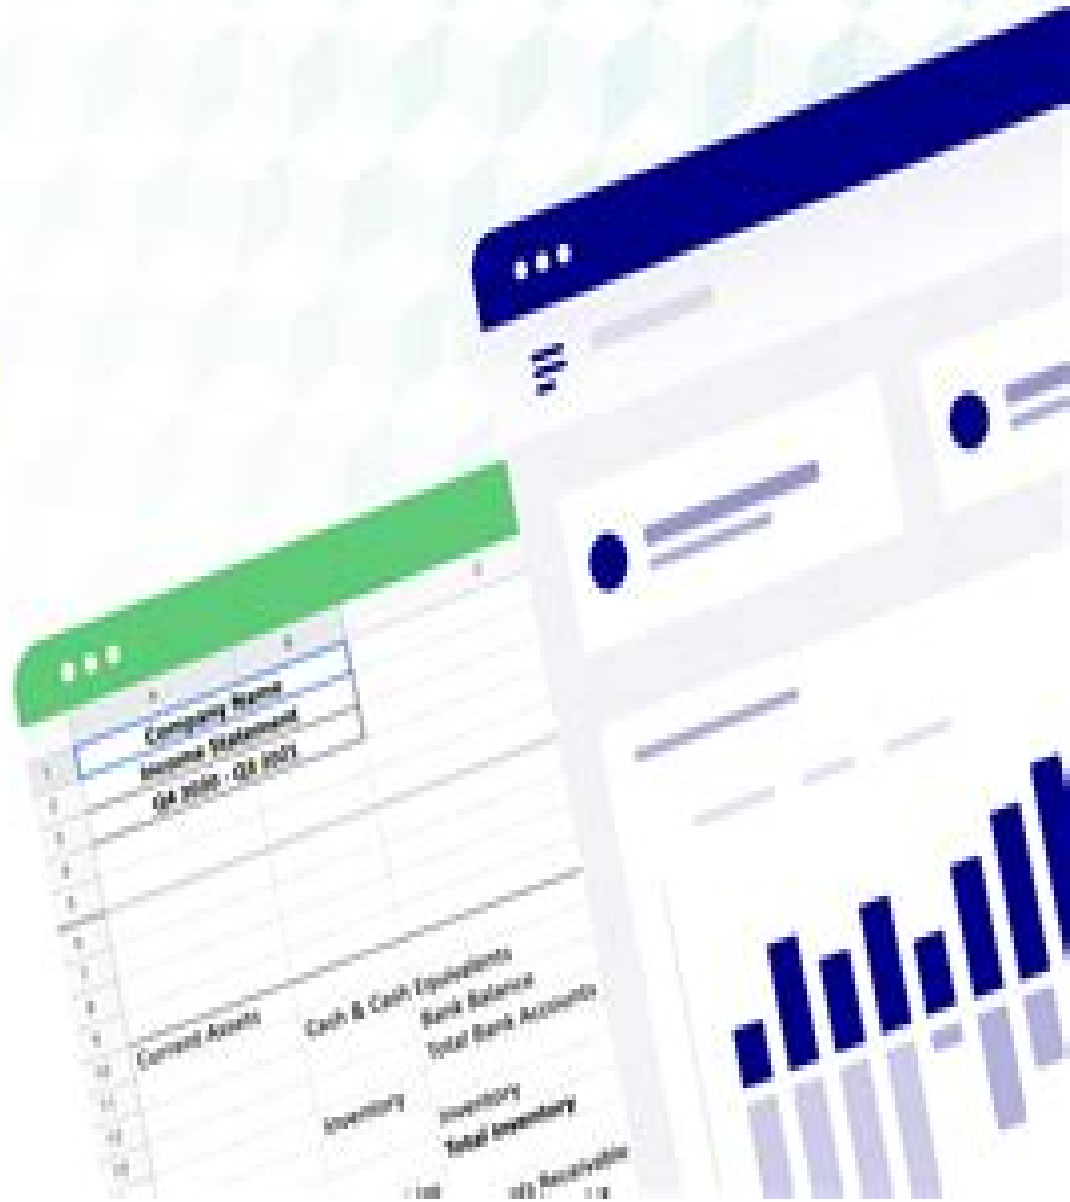 Company Name
Income Statement
Q4 2020 - Q3 2021
Current Assets
Cash & Cash Equivalents
Bank Balance
Total Bank Accounts
Inventory
Inventory
Total Inventory
Receivable